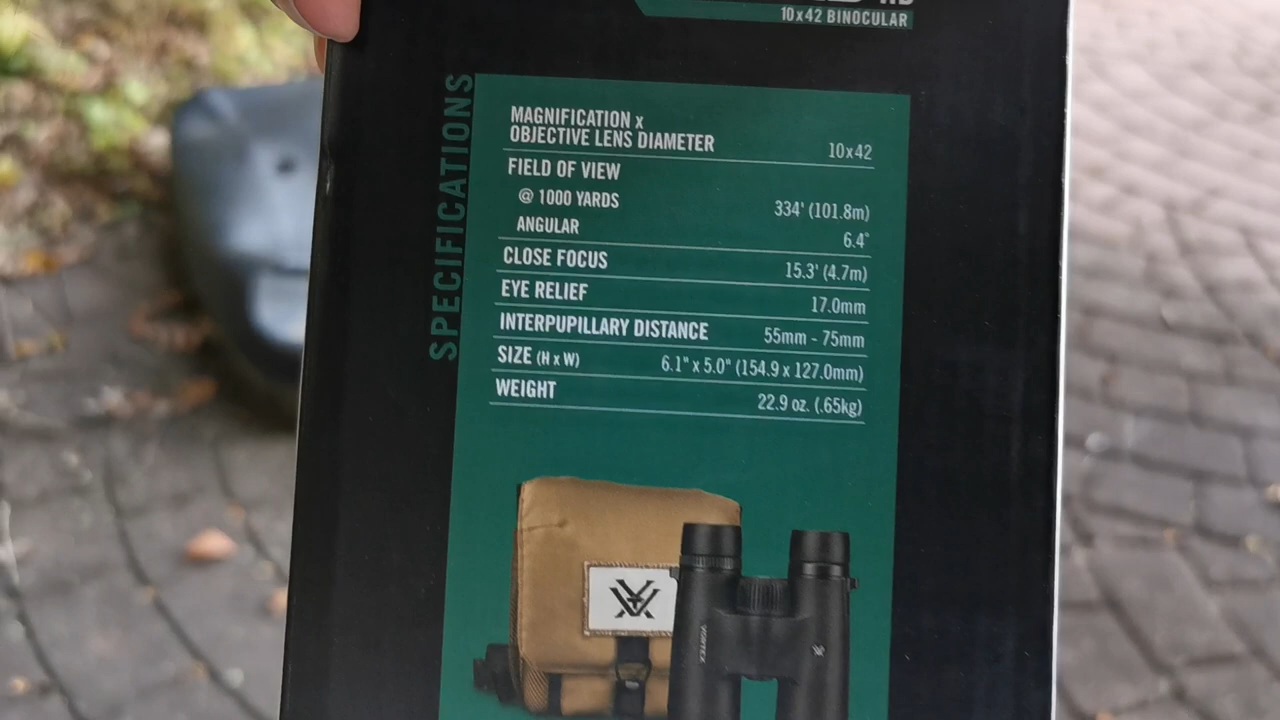 HD
10x42 BINOCULAR
SPECIFICATIONS
MAGNIFICATION x
OBJECTIVE LENS DIAMETER 10x42
FIELD OF VIEW
@ 1000 YARDS 334' (101.8m)
ANGULAR 6.4°
CLOSE FOCUS 15.3' (4.7m)
EYE RELIEF 17.0mm
INTERPUPILLARY DISTANCE 55mm - 75mm
SIZE (H x W) 6.1" x 5.0" (154.9 x 127.0mm)
WEIGHT 22.9 oz. (.65kg)
VORTEX